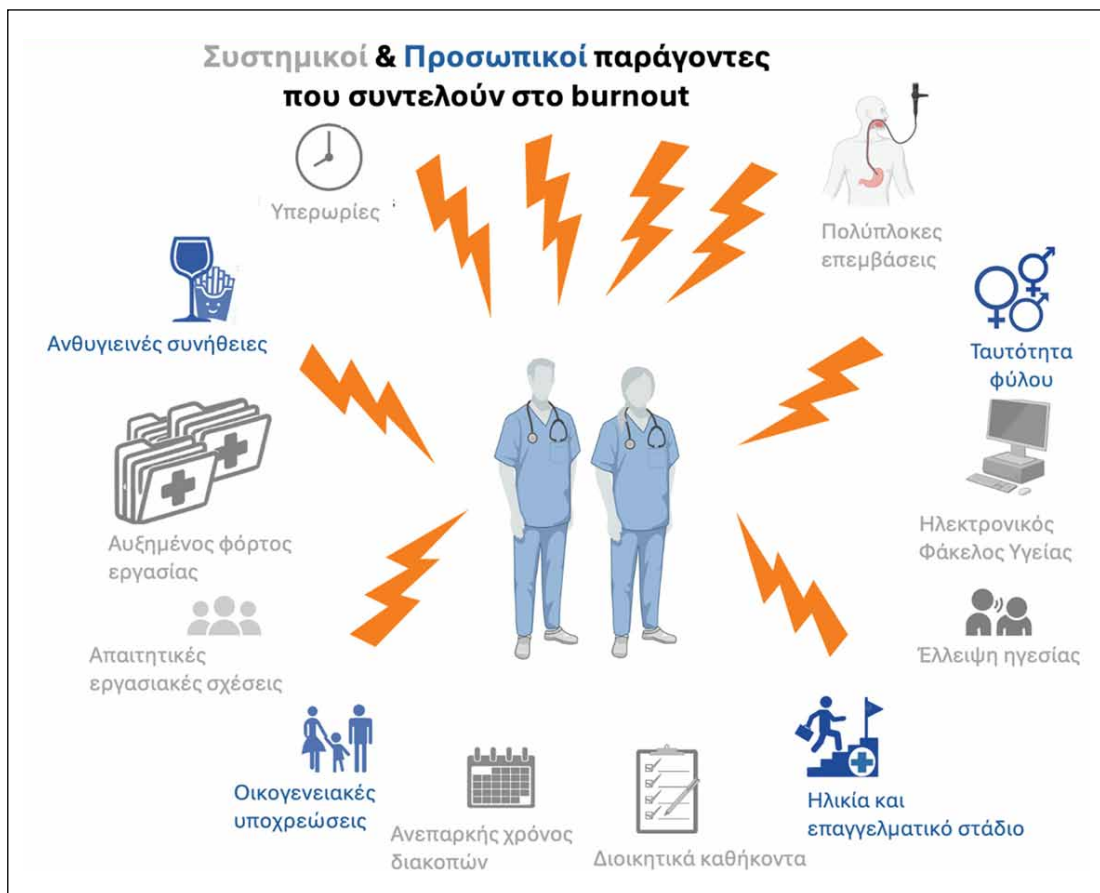 Συστημικοί & Προσωπικοί παράγοντες
που συντελούν στο burnout
Υπερωρίες
Πολύπλοκες
επεμβάσεις
Ανθυγιεινές συνήθειες
Ταυτότητα
φύλου
Αυξημένος φόρτος
εργασίας
Ηλεκτρονικός
Φάκελος Υγείας
Απαιτητικές
εργασιακές σχέσεις
Έλλειψη ηγεσίας
Οικογενειακές
υποχρεώσεις
Ανεπαρκής χρόνος
διακοπών
Διοικητικά καθήκοντα
Ηλικία και
επαγγελματικό στάδιο